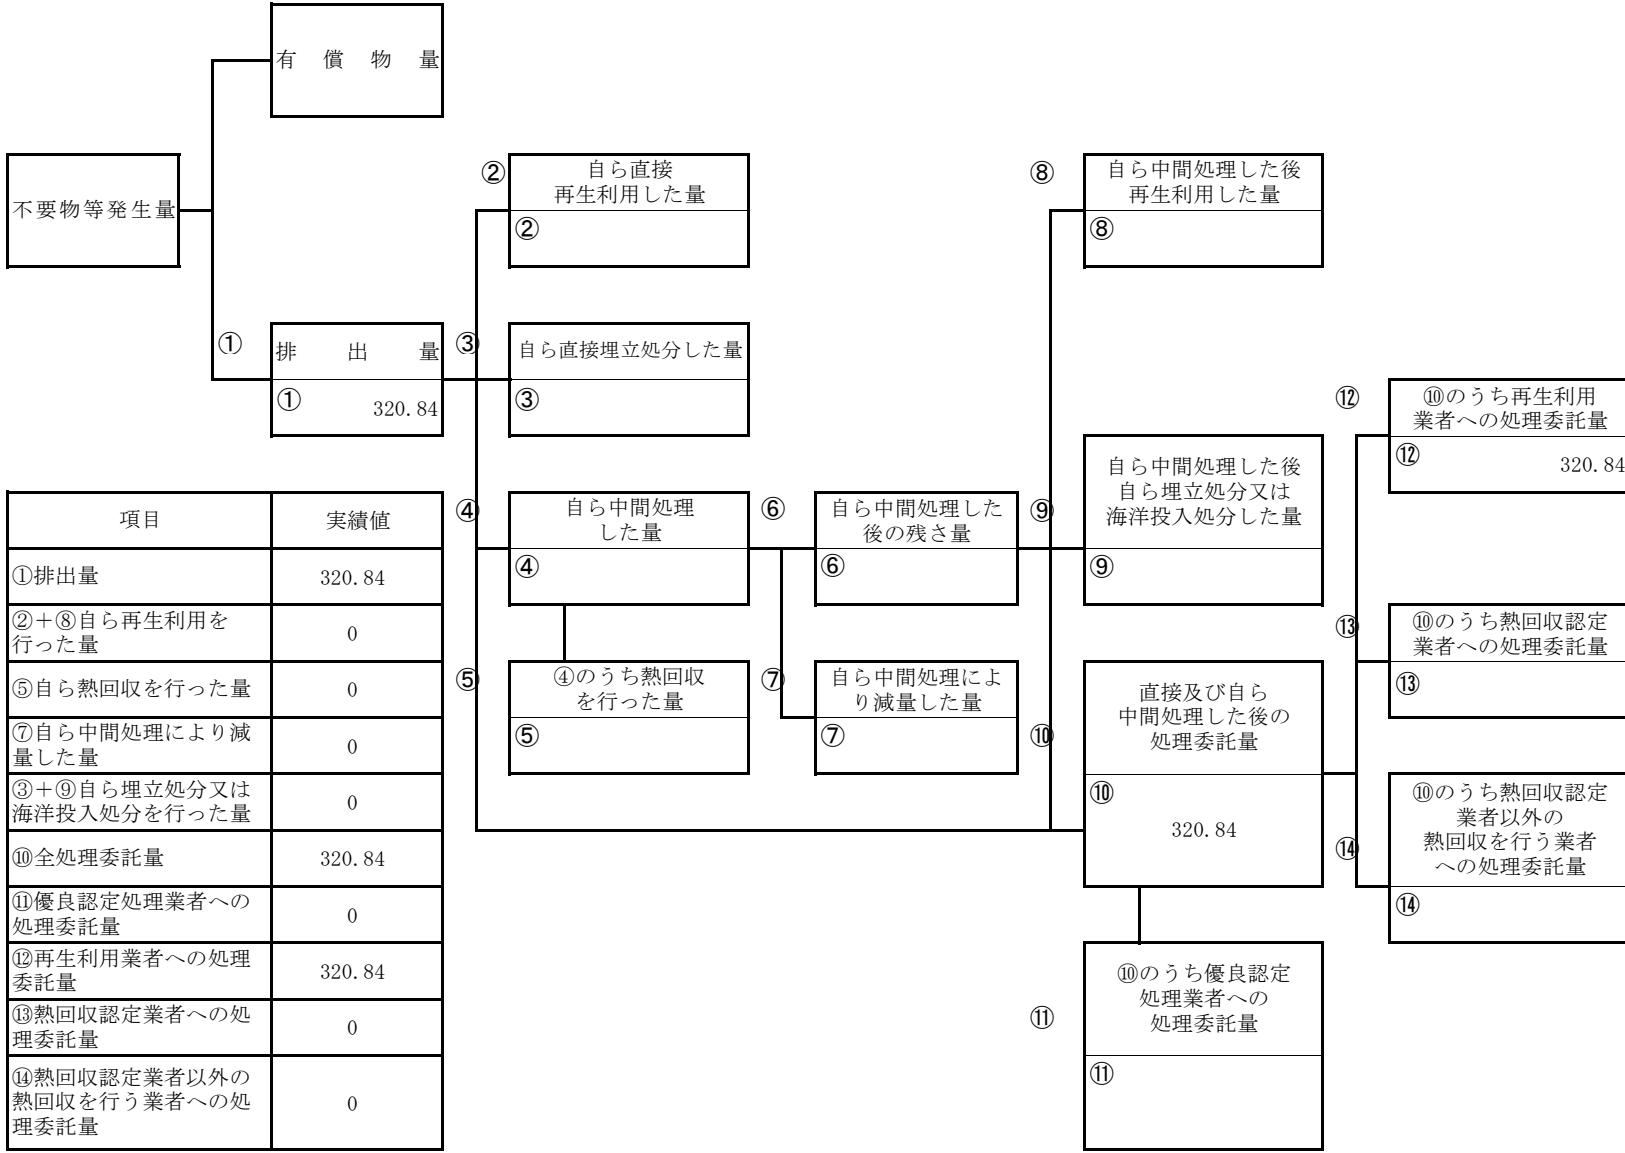 有償物量
不要物等発生量
②
自ら直接
再生利用した量
②
⑧
自ら中間処理した後
再生利用した量
⑧
①
排出量
①
320.84
③
自ら直接埋立処分した量
③
④
自ら中間処理
した量
④
⑥
自ら中間処理した
後の残さ量
⑥
⑨
自ら中間処理した後
自ら埋立処分又は
海洋投入処分した量
⑨
⑤
④のうち熱回収
を行った量
⑤
⑦
自ら中間処理によ
り減量した量
⑦
⑩
直接及び自ら
中間処理した後の
処理委託量
⑩
320.84
⑪
⑩のうち優良認定
処理業者への
処理委託量
⑪
⑫
⑩のうち再生利用
業者への処理委託量
⑫
320.84
⑬
⑩のうち熱回収認定
業者への処理委託量
⑬
⑭
⑩のうち熱回収認定
業者以外の
熱回収を行う業者
への処理委託量
⑭
項目 実績値
①排出量 320.84
②＋⑧自ら再生利用を
行った量 0
⑤自ら熱回収を行った量 0
⑦自ら中間処理により減
量した量 0
③＋⑨自ら埋立処分又は
海洋投入処分を行った量 0
⑩全処理委託量 320.84
⑪優良認定処理業者への
処理委託量 0
⑫再生利用業者への処理
委託量 320.84
⑬熱回収認定業者への処
理委託量 0
⑭熱回収認定業者以外の
熱回収を行う業者への処
理委託量 0